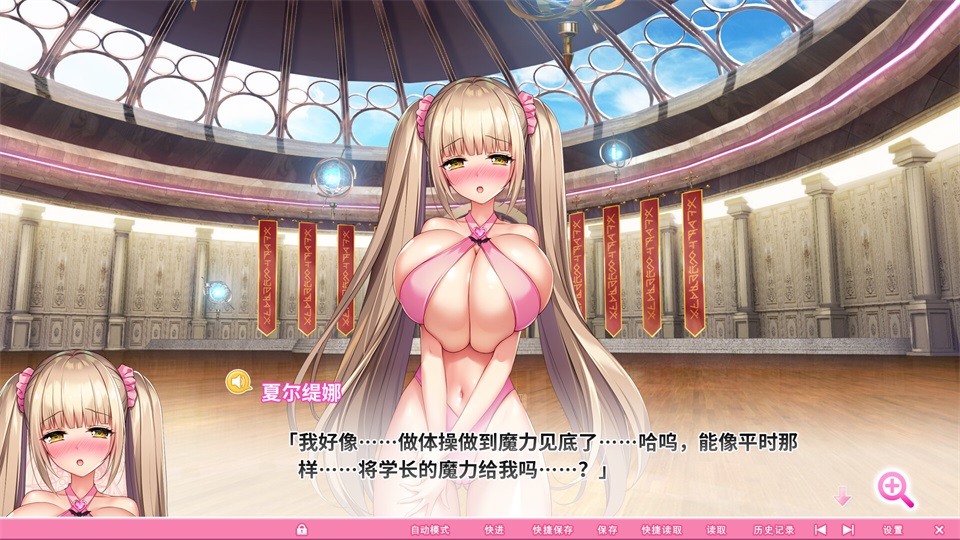 夏尔缇娜
「我好像……做体操做到魔力见底了……哈呜，能像平时那
样……将学长的魔力给我吗……？」
自动模式 快进 快捷保存 保存 快捷读取 读取 历史记录 设置